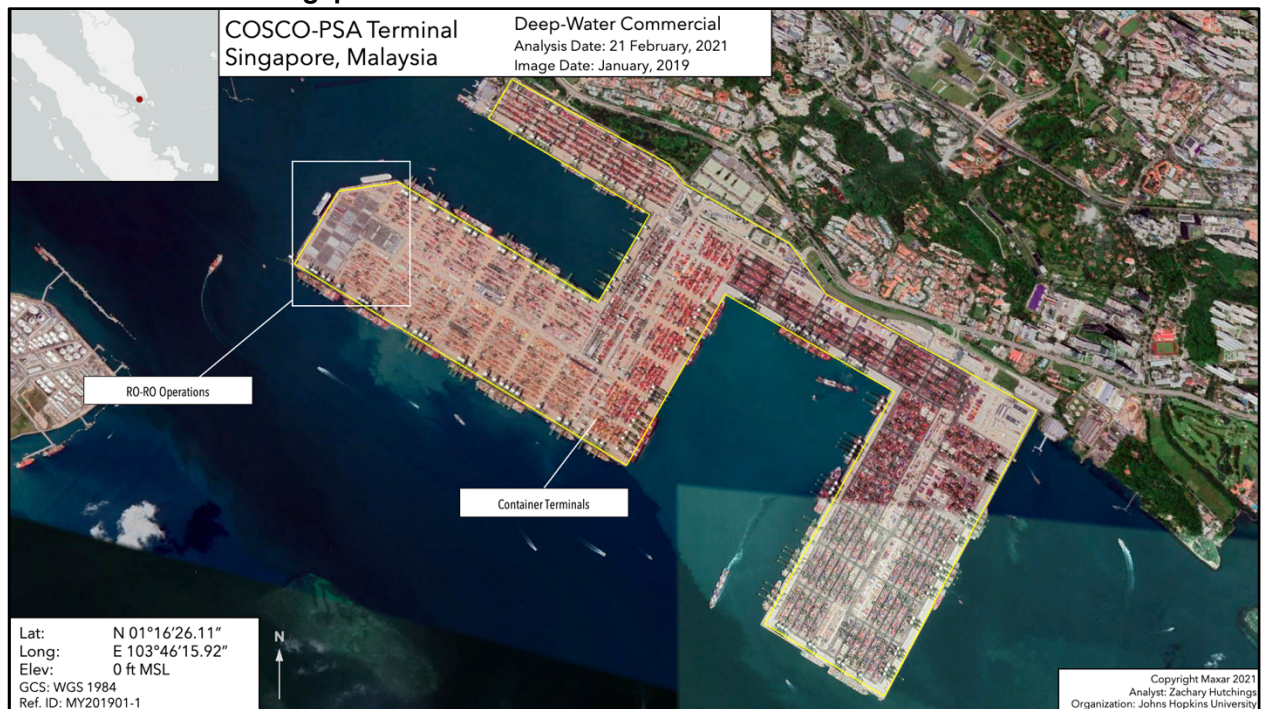 COSCO-PSA Terminal
Singapore, Malaysia
Deep-Water Commercial
Analysis Date: 21 February, 2021
Image Date: January, 2019
RO-RO Operations
Container Terminals
Lat: N 01°16'26.11"
Long: E 103°46'15.92"
Elev: 0 ft MSL
GCS: WGS 1984
Ref. ID: MY201901-1
N
Copyright Maxar 2021
Analyst: Zachary Hutchings
Organization: Johns Hopkins University